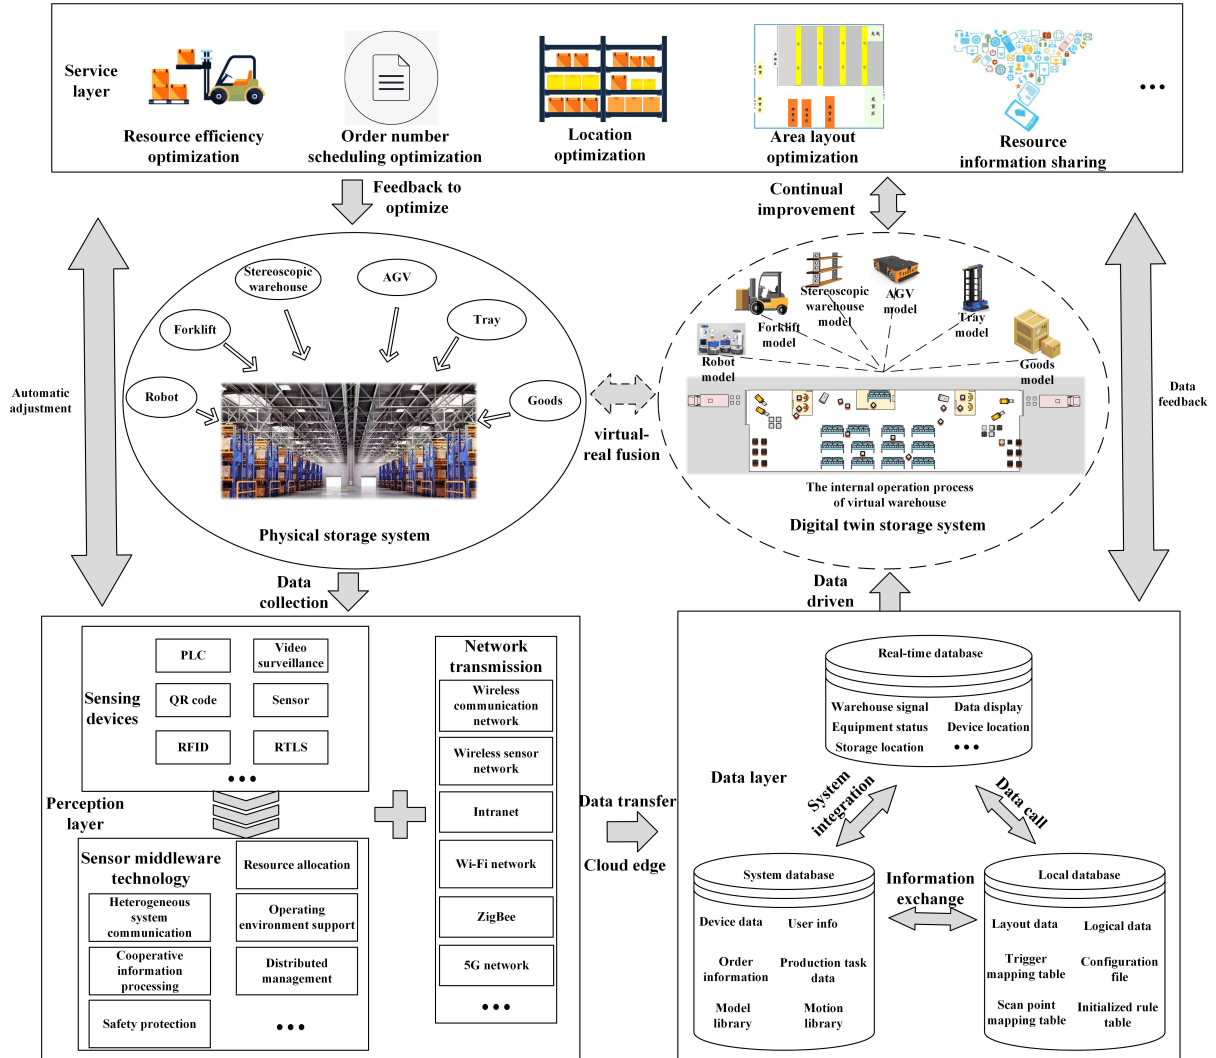 Service
layer
Resource efficiency
optimization
Order number
scheduling optimization
Location
optimization
Area layout
optimization
Resource
information sharing
Feedback to
optimize
Continual
improvement
Automatic
adjustment
Stereoscopic
warehouse
AGV
Forklift
Tray
Robot
Goods
Physical storage system
virtual-
real fusion
Stereoscopic
warehouse model
AGV
model
Forklift
model
Tray
model
Robot
model
Goods
model
The internal operation process
of virtual warehouse
Digital twin storage system
Data
feedback
Data
collection
Data
driven
Sensing
devices
PLC
Video
surveillance
QR code
Sensor
RFID
RTLS
Perception
layer
Sensor middleware
technology
Resource allocation
Heterogeneous
system
communication
Operating
environment support
Cooperative
information
processing
Distributed
management
Safety protection
Network
transmission
Wireless
communication
network
Wireless sensor
network
Intranet
Wi-Fi network
ZigBee
5G network
Data transfer
Cloud edge
Data layer
Real-time database
Warehouse signal
Data display
Equipment status
Device location
Storage location
System
integration
Data call
Information
exchange
System database
Device data
User info
Order
information
Production task
data
Model
library
Motion
library
Local database
Layout data
Logical data
Trigger
mapping table
Configuration
file
Scan point
mapping table
Initialized rule
table